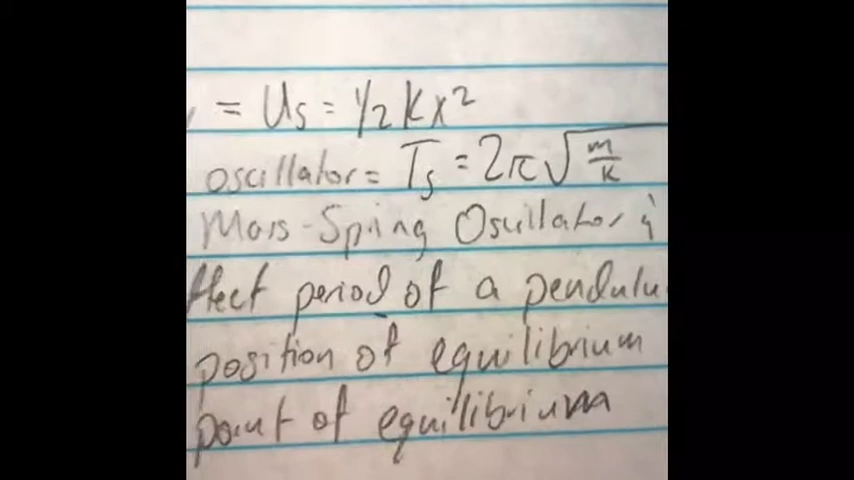 = Us = 1/2 Kx²
oscillator = Ts = 2π√(m/K)
Mass-Spring Oscillator
ffect period of a pendulu
position of equilibrium
point of equilibrium